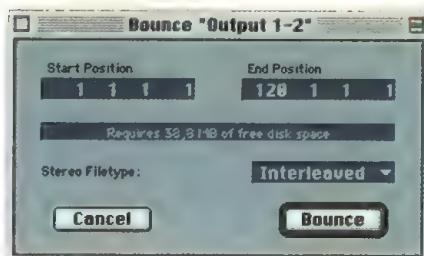 Bounce "Output 1-2"
Start Position End Position
1 1 1 1 128 1 1 1
Requires 38,8 MB of free disk space
Stereo Filetype: Interleaved
Cancel Bounce